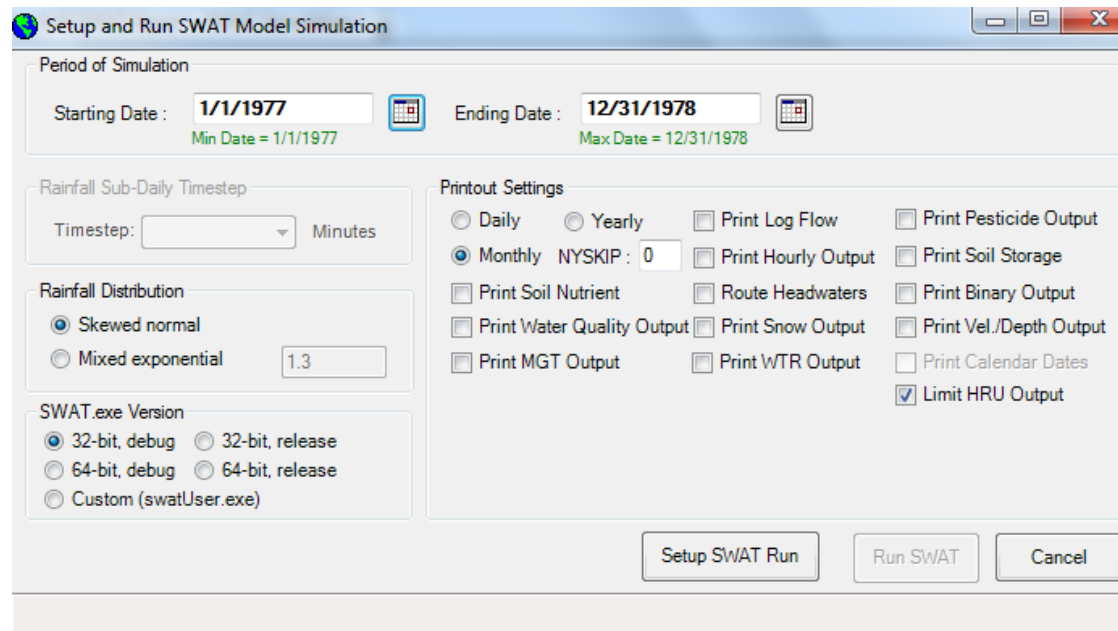 Setup and Run SWAT Model Simulation
Period of Simulation
Starting Date : 1/1/1977 Ending Date : 12/31/1978
Min Date = 1/1/1977 Max Date = 12/31/1978
Rainfall Sub-Daily Timestep
Timestep: Minutes
Rainfall Distribution
Skewed normal
Mixed exponential 1.3
SWAT.exe Version
32-bit, debug 32-bit, release
64-bit, debug 64-bit, release
Custom (swatUser.exe)
Printout Settings
Daily Yearly Print Log Flow Print Pesticide Output
Monthly NYSKIP : 0 Print Hourly Output Print Soil Storage
Print Soil Nutrient Route Headwaters Print Binary Output
Print Water Quality Output Print Snow Output Print Vel./Depth Output
Print MGT Output Print WTR Output Print Calendar Dates
Limit HRU Output
Setup SWAT Run Run SWAT Cancel